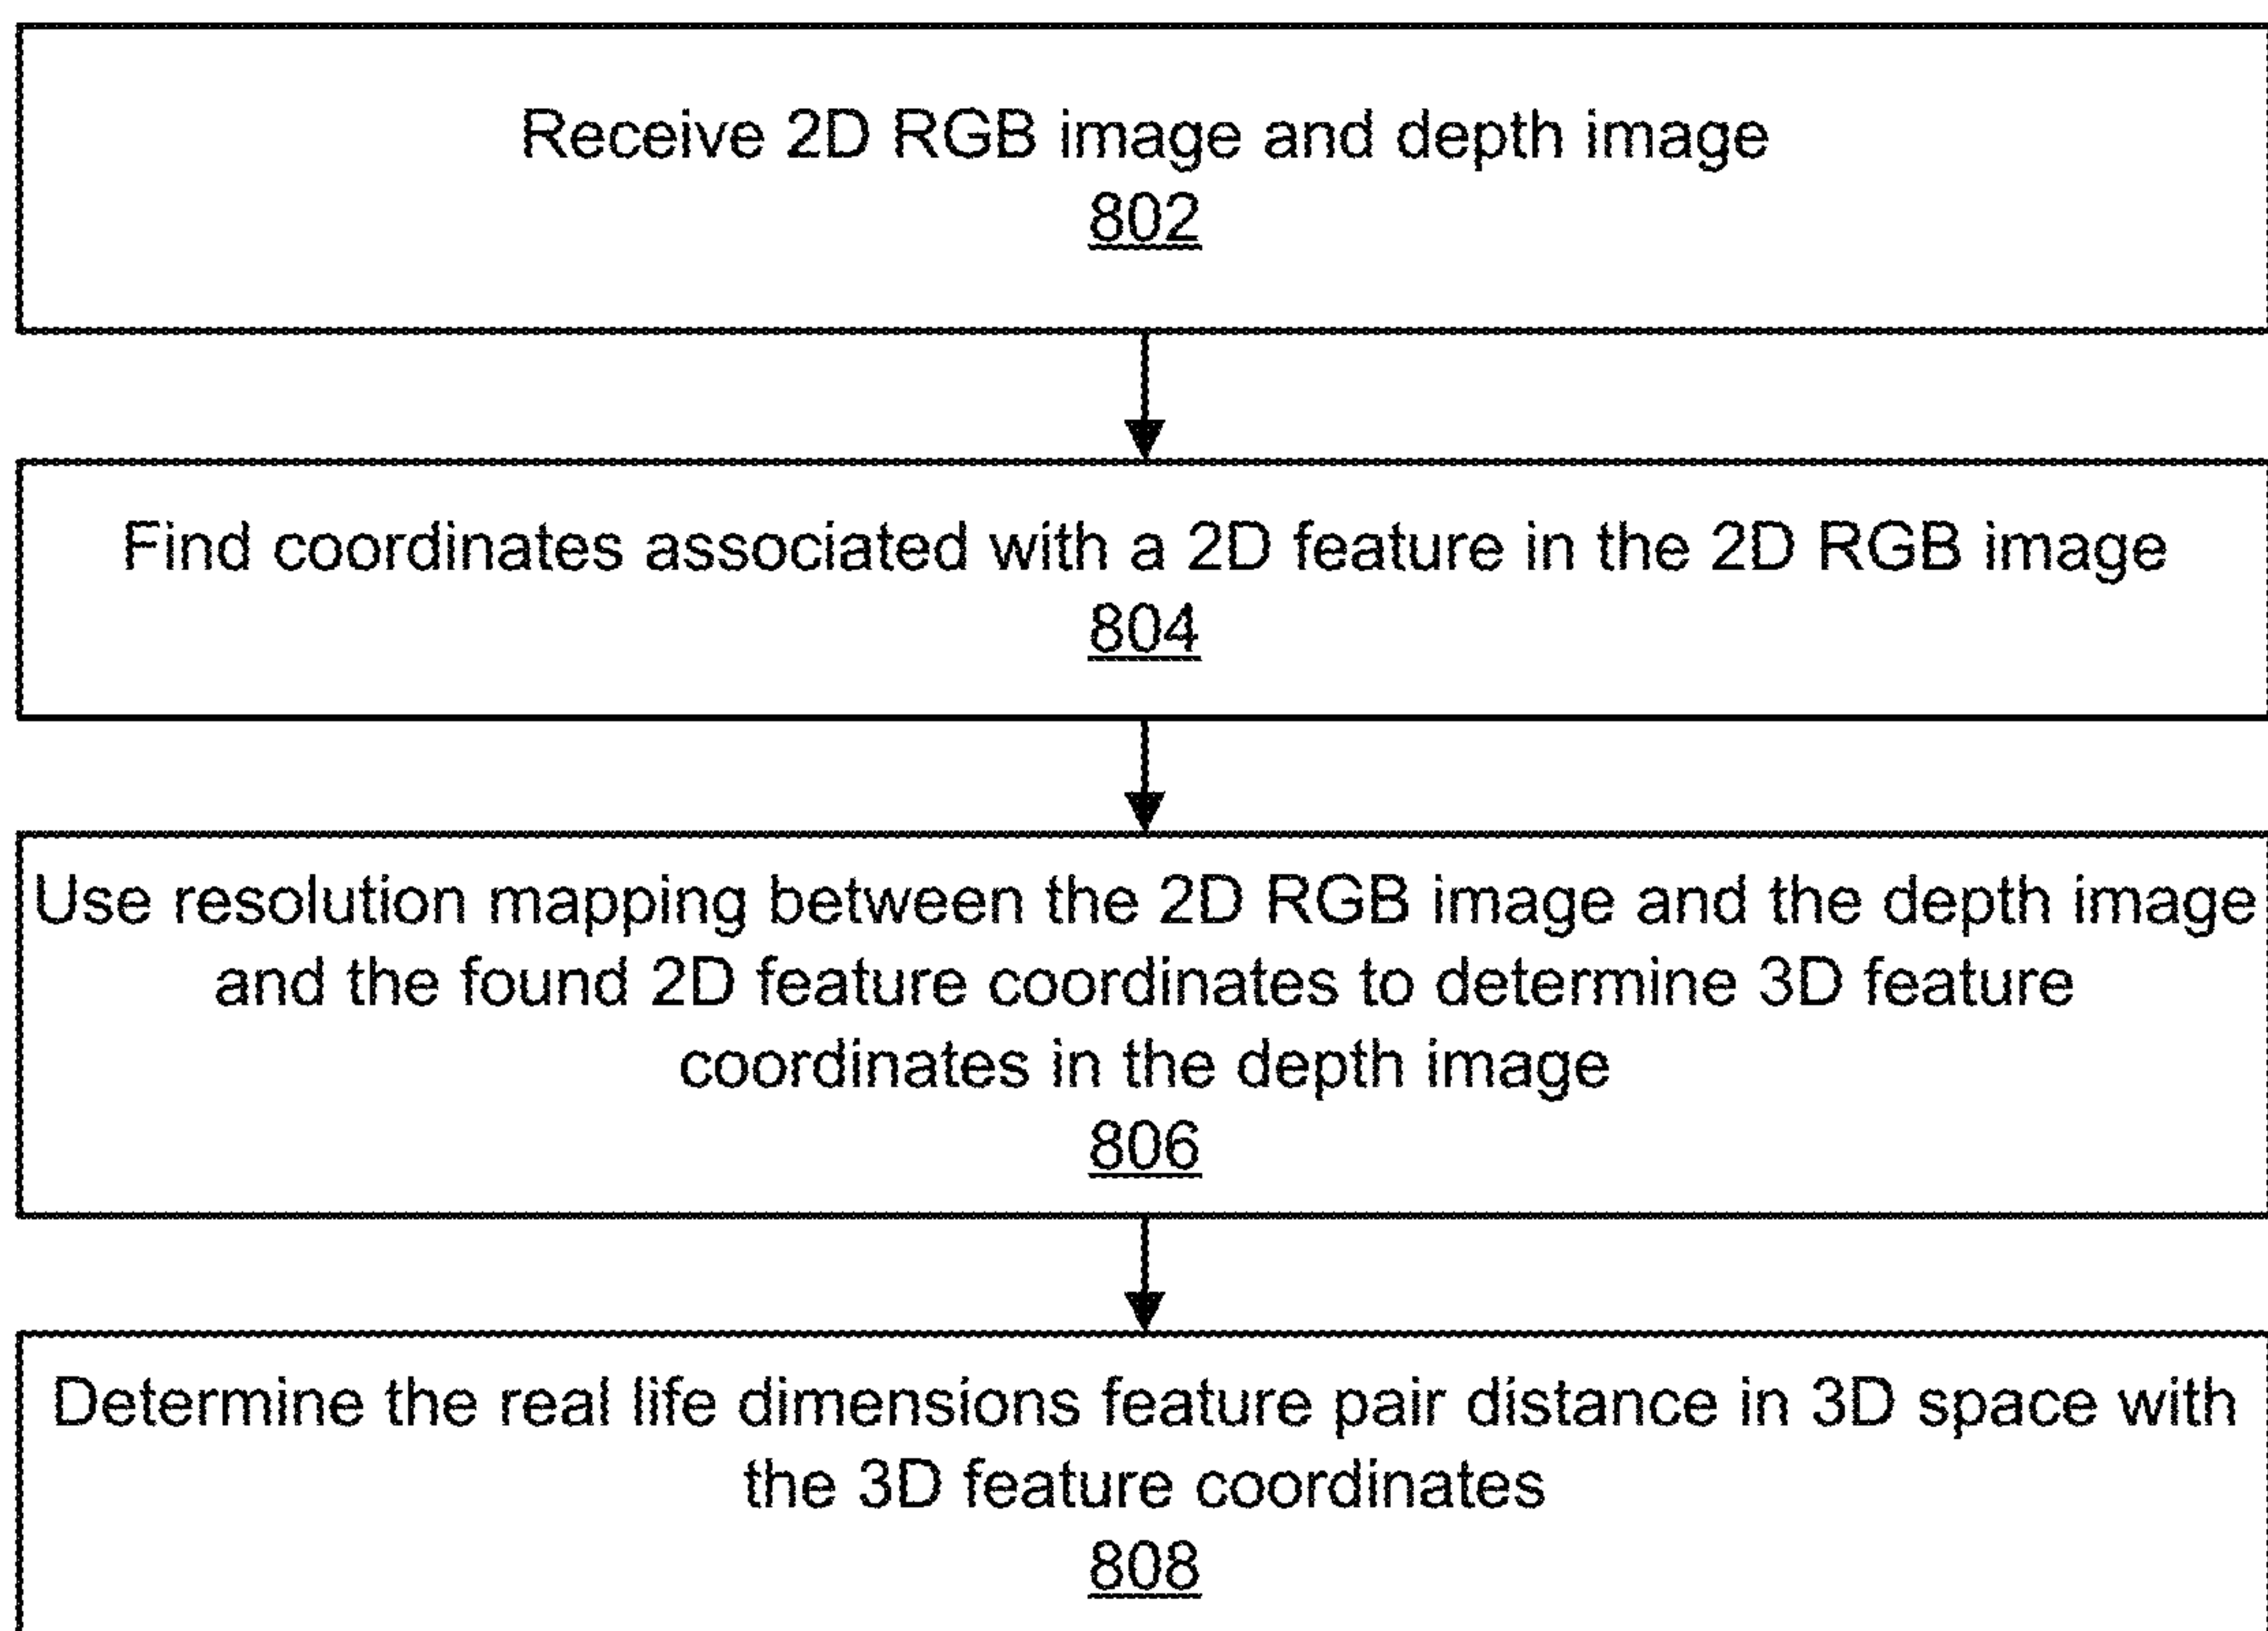 Receive 2D RGB image and depth image
802
Find coordinates associated with a 2D feature in the 2D RGB image
804
Use resolution mapping between the 2D RGB image and the depth image
and the found 2D feature coordinates to determine 3D feature
coordinates in the depth image
806
Determine the real life dimensions feature pair distance in 3D space with
the 3D feature coordinates
808